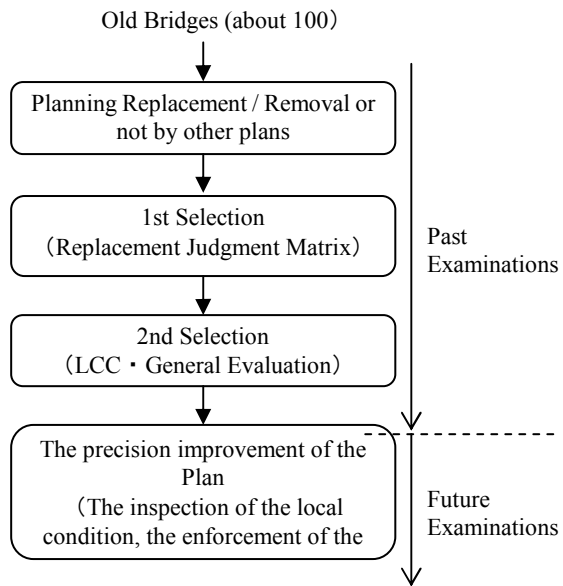 Old Bridges (about 100）
Planning Replacement / Removal or
not by other plans
1st Selection
（Replacement Judgment Matrix）
2nd Selection
（LCC・General Evaluation）
The precision improvement of the
Plan
（The inspection of the local
condition, the enforcement of the
Past
Examinations
Future
Examinations